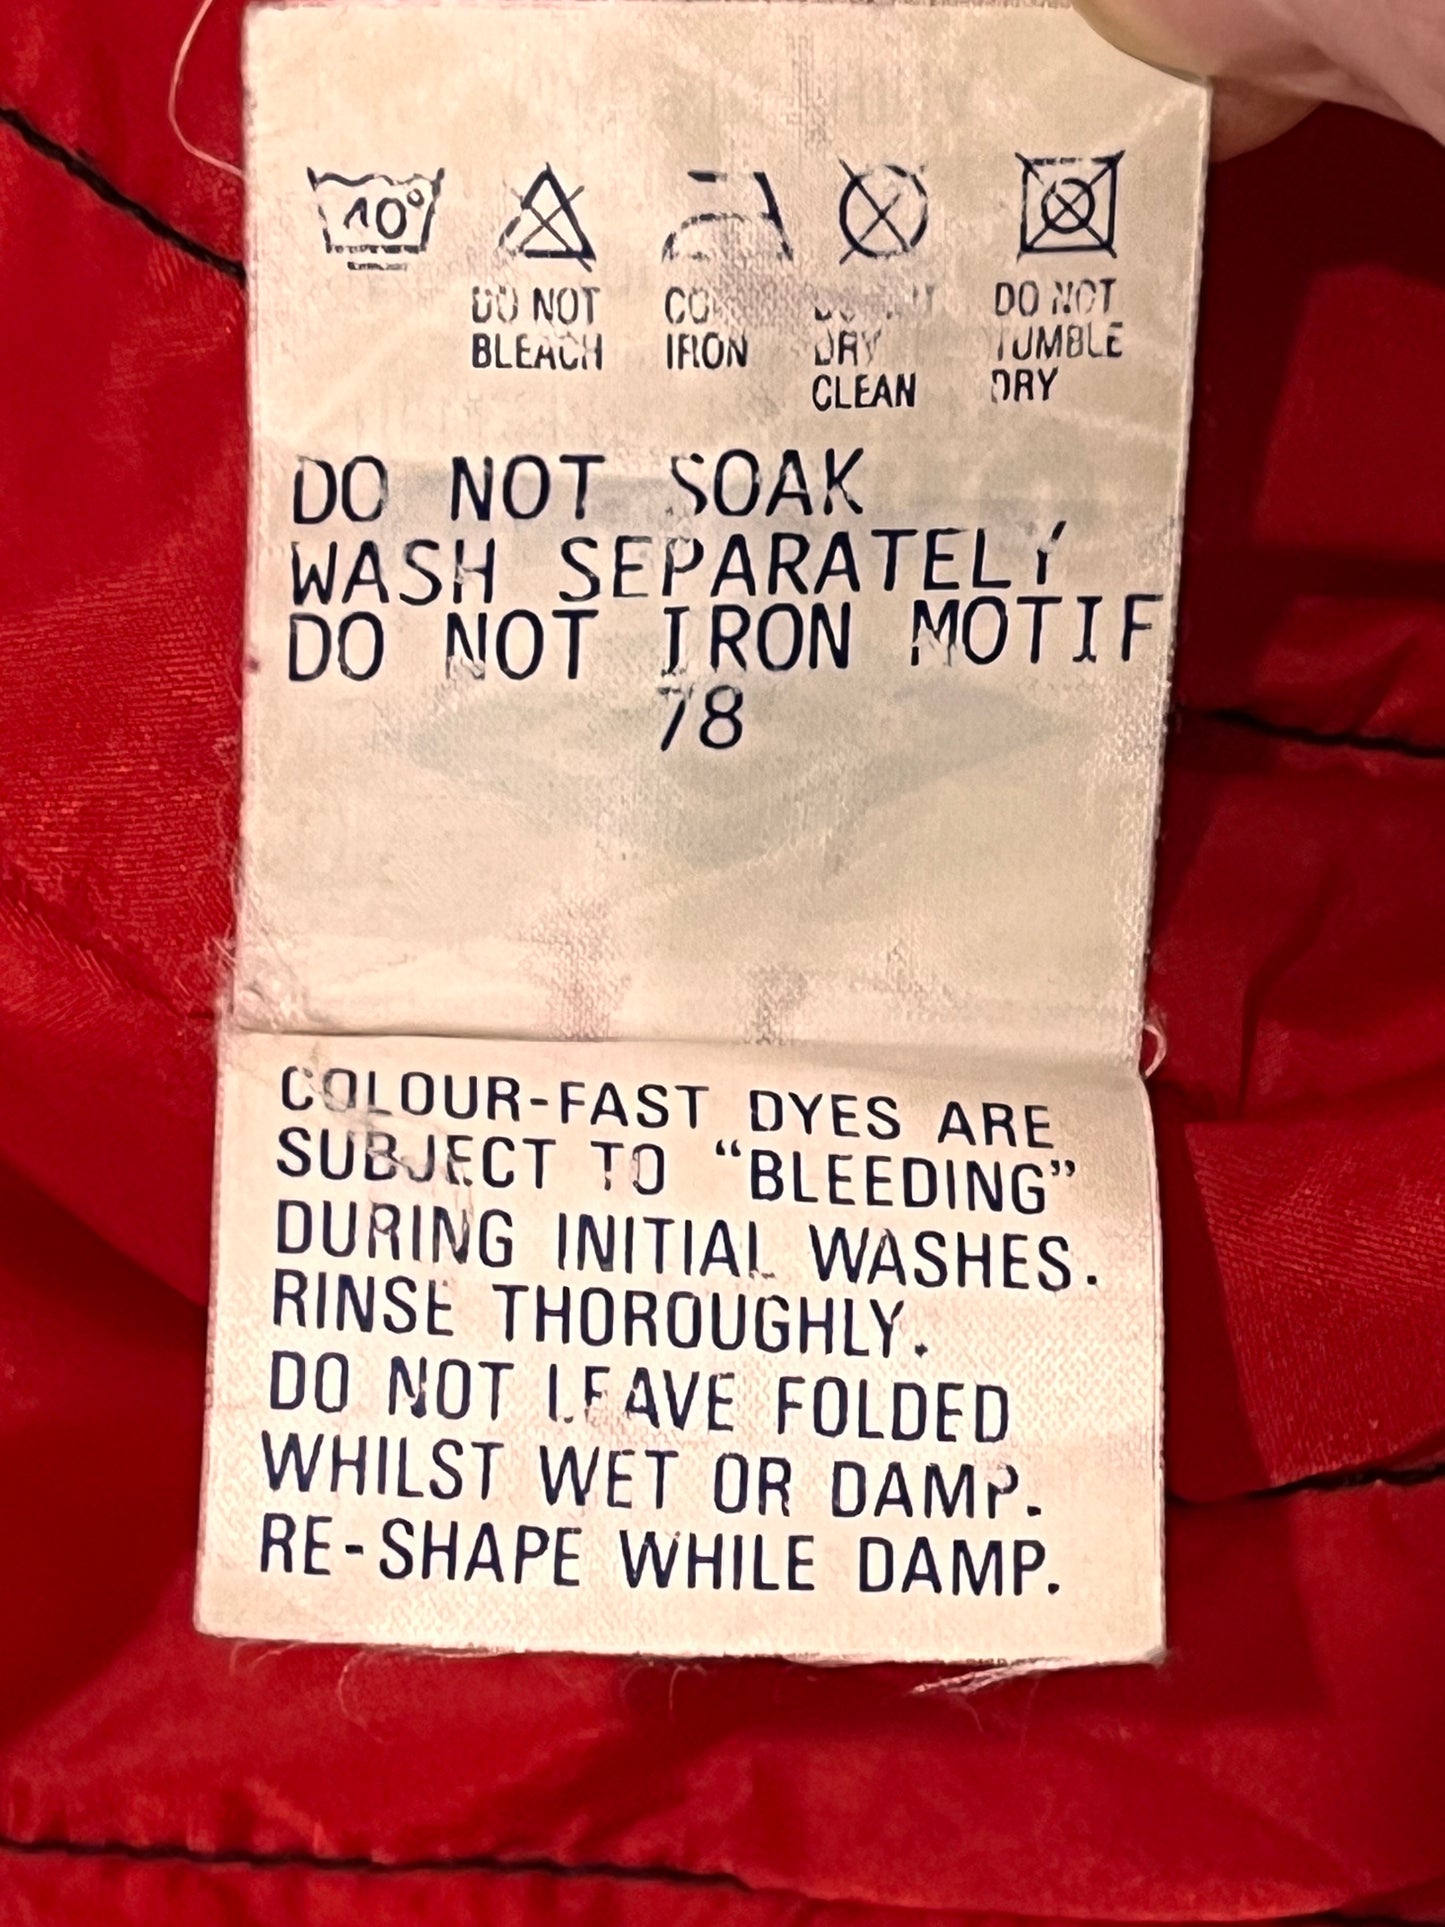 40°
DO NOT BLEACH
IRON
DRY CLEAN
DO NOT TUMBLE DRY
DO NOT SOAK
WASH SEPARATELY
DO NOT IRON MOTIF
78
COLOUR-FAST DYES ARE
SUBJECT TO “BLEEDING”
DURING INITIAL WASHES.
RINSE THOROUGHLY.
DO NOT LEAVE FOLDED
WHILST WET OR DAMP.
RE-SHAPE WHILE DAMP.